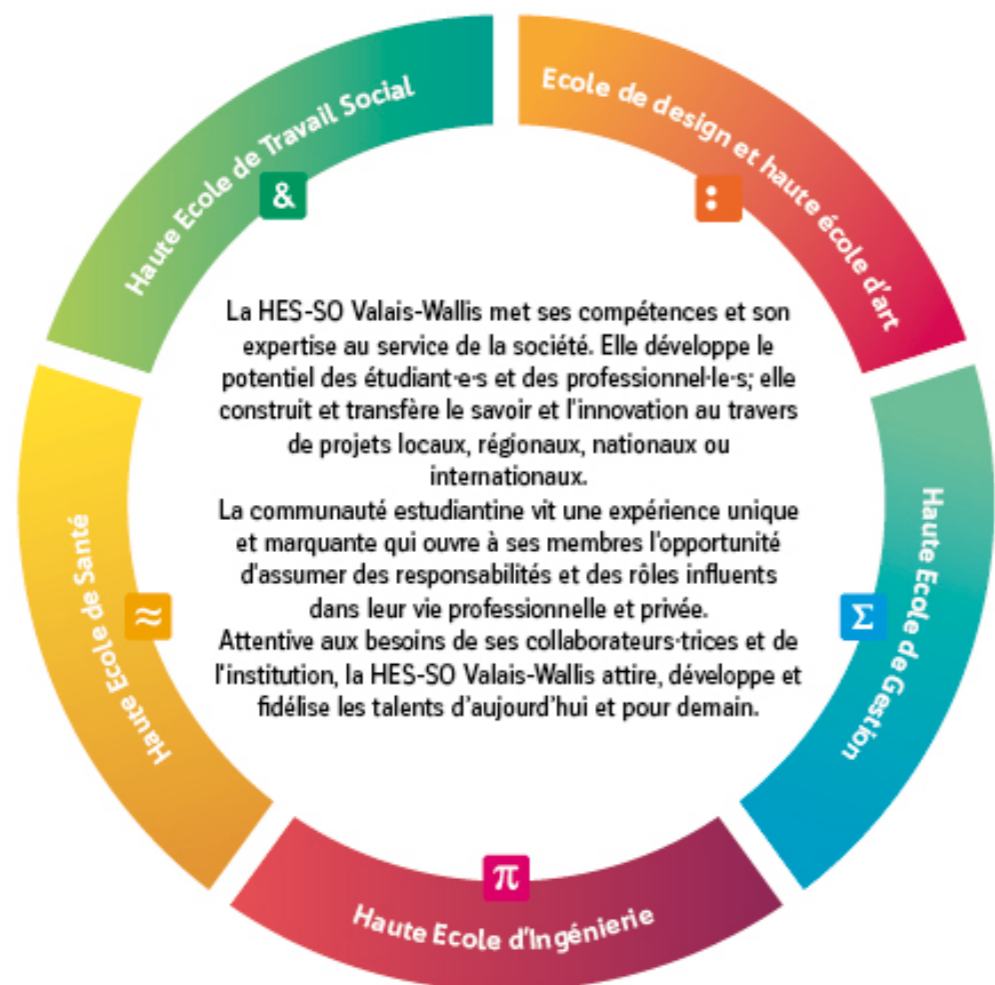 Haute Ecole de Travail Social
&
Ecole de design et haute école d'art
:
La HES-SO Valais-Wallis met ses compétences et son
expertise au service de la société. Elle développe le
potentiel des étudiant·e·s et des professionnel·le·s; elle
construit et transfère le savoir et l'innovation au travers
de projets locaux, régionaux, nationaux ou
internationaux.
La communauté estudiantine vit une expérience unique
et marquante qui ouvre à ses membres l'opportunité
d'assumer des responsabilités et des rôles influents
dans leur vie professionnelle et privée.
Attentive aux besoins de ses collaborateurs·trices et de
l'institution, la HES-SO Valais-Wallis attire, développe et
fidélise les talents d’aujourd’hui et pour demain.
Haute Ecole de Santé
≈
Haute Ecole de Gestion
Σ
π
Haute Ecole d'Ingénierie